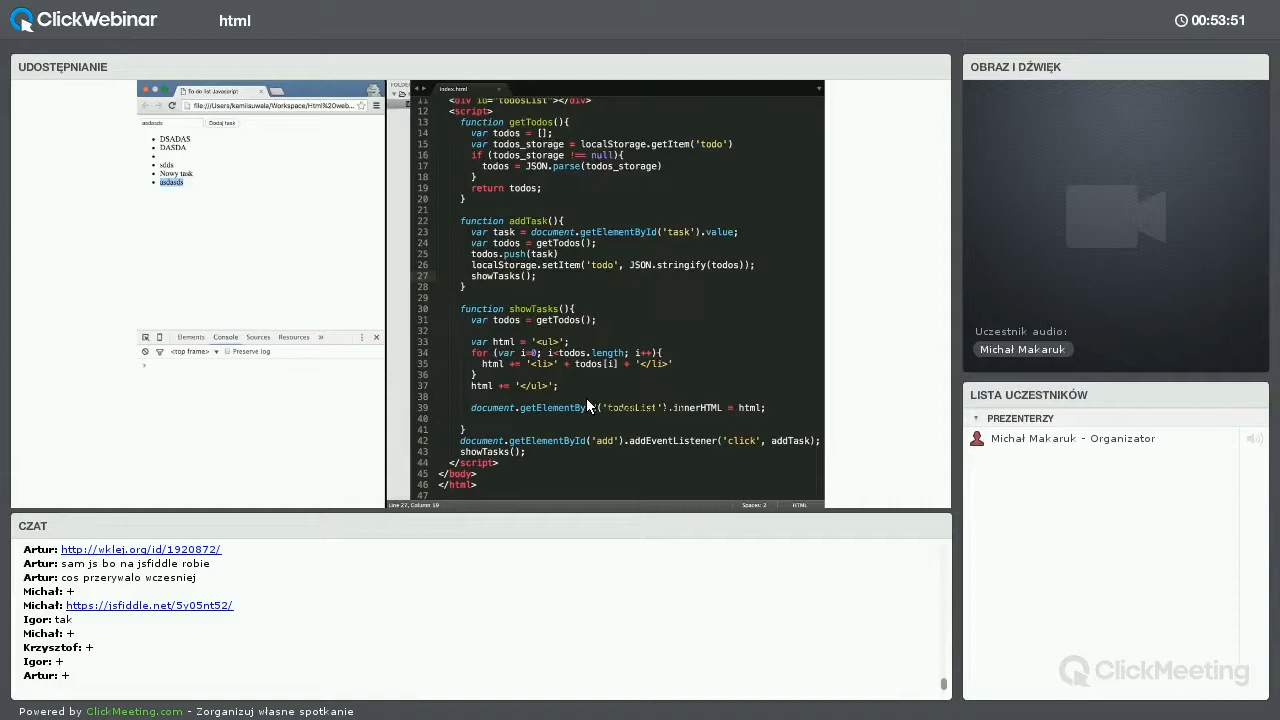 ClickWebinar
html
00:53:51
UDOSTĘPNIANIE
To do list Javascript
file:///Users/kamilsuwala/Workspace/Html%20web...
asdasds
Dodaj task
DSADAS
DASDA
sdds
Nowy task
asdasds
Elements Console Sources Resources »
<top frame> ▼ Preserve log
FOLD
index.html
11 <div id="todosList"></div>
12 <script>
13 function getTodos(){
14 var todos = [];
15 var todos_storage = localStorage.getItem('todo')
16 if (todos_storage !== null){
17 todos = JSON.parse(todos_storage)
18 }
19 return todos;
20 }
21
22 function addTask(){
23 var task = document.getElementById('task').value;
24 var todos = getTodos();
25 todos.push(task)
26 localStorage.setItem('todo', JSON.stringify(todos));
27 showTasks();
28 }
29
30 function showTasks(){
31 var todos = getTodos();
32
33 var html = '<ul>';
34 for (var i=0; i<todos.length; i++){
35 html += '<li>' + todos[i] + '</li>'
36 }
37 html += '</ul>';
38
39 document.getElementById('todosList').innerHTML = html;
40
41 }
42 document.getElementById('add').addEventListener('click', addTask);
43 showTasks();
44 </script>
45 </body>
46 </html>
47
Line 27, Column 19
Spaces: 2
HTML
OBRAZ I DŹWIĘK
Uczestnik audio:
Michał Makaruk
LISTA UCZESTNIKÓW
PREZENTERZY
Michał Makaruk - Organizator
CZAT
Artur: http://wklej.org/id/1920872/
Artur: sam js bo na jsfiddle robie
Artur: cos przerywalo wczesniej
Michał: +
Michał: https://jsfiddle.net/5y05nt52/
Igor: tak
Michał: +
Krzysztof: +
Igor: +
Artur: +
ClickMeeting
Powered by ClickMeeting.com - Zorganizuj własne spotkanie